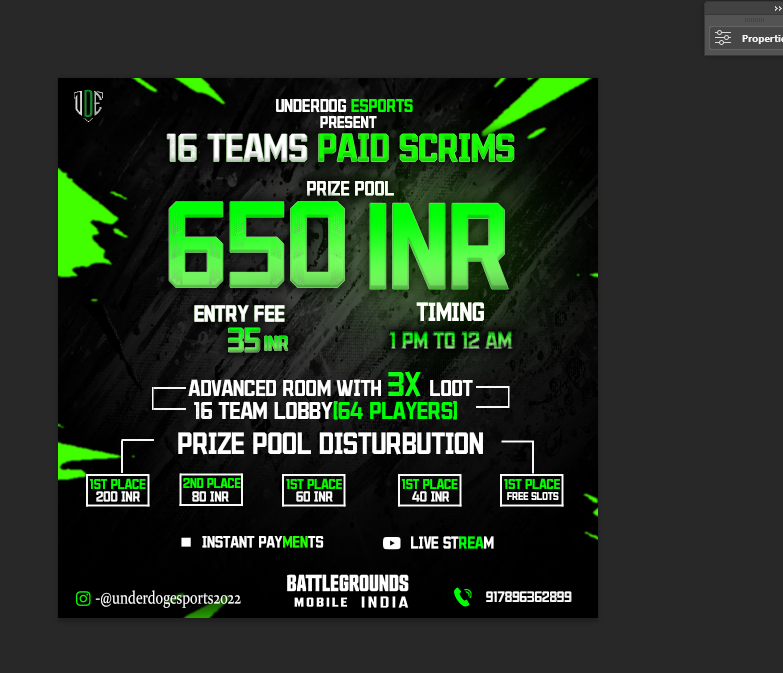 Properti
UDE
UNDERDOG ESPORTS
PRESENT
16 TEAMS PAID SCRIMS
PRIZE POOL
650 INR
ENTRY FEE
35 INR
TIMING
1 PM TO 12 AM
ADVANCED ROOM WITH 3X LOOT
16 TEAM LOBBY[64 PLAYERS]
PRIZE POOL DISTURBUTION
1ST PLACE
200 INR
2ND PLACE
80 INR
1ST PLACE
60 INR
1ST PLACE
40 INR
1ST PLACE
FREE SLOTS
INSTANT PAYMENTS
LIVE STREAM
-@underdogesports2022
BATTLEGROUNDS
MOBILE INDIA
917896362899